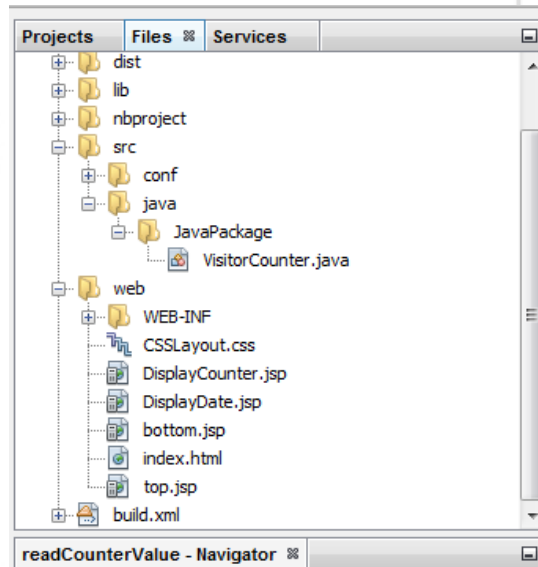 Projects Files Services
dist
lib
nbproject
src
conf
java
JavaPackage
VisitorCounter.java
web
WEB-INF
CSSLayout.css
DisplayCounter.jsp
DisplayDate.jsp
bottom.jsp
index.html
top.jsp
build.xml
readCounterValue - Navigator